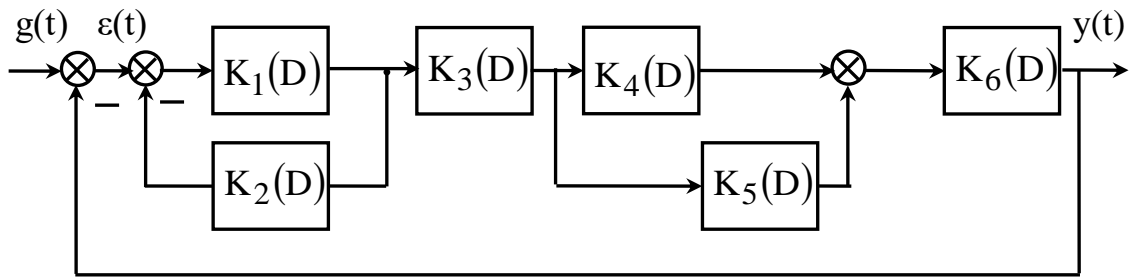 g(t) ε(t) y(t)
K₁(D) K₃(D) K₄(D) K₆(D)
– –
K₂(D) K₅(D)